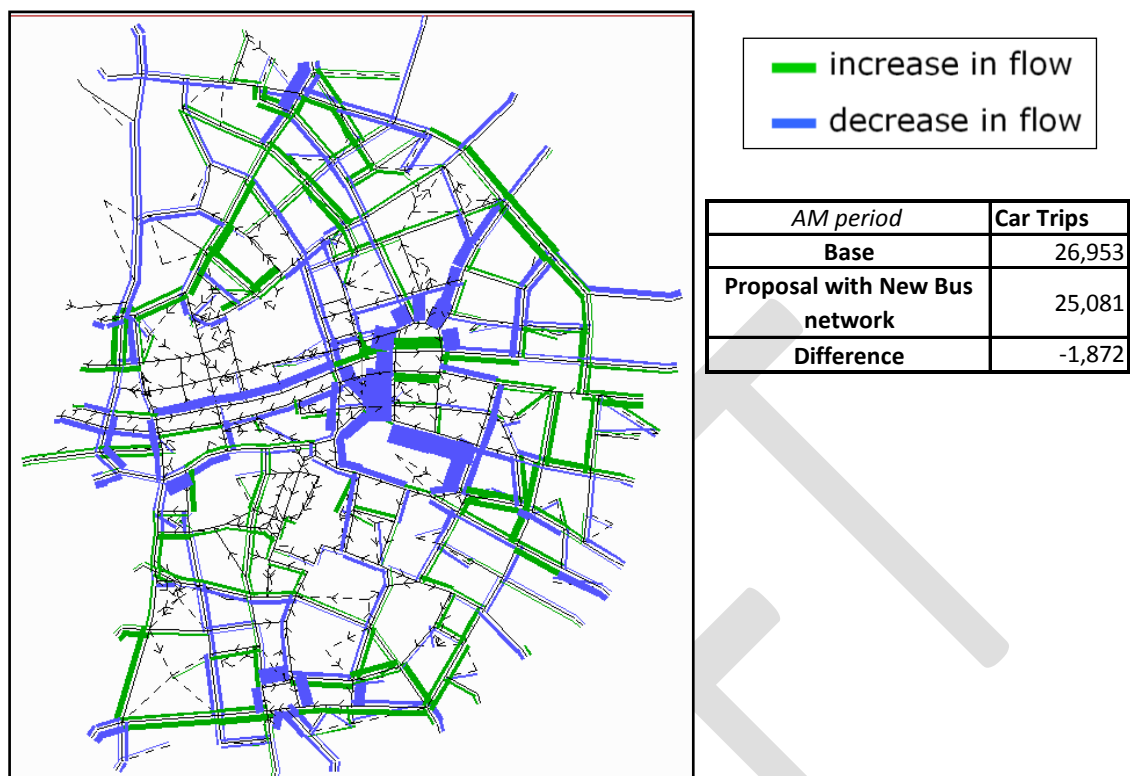 increase in flow
decrease in flow
AM period Car Trips
Base 26,953
Proposal with New Bus
network 25,081
Difference -1,872